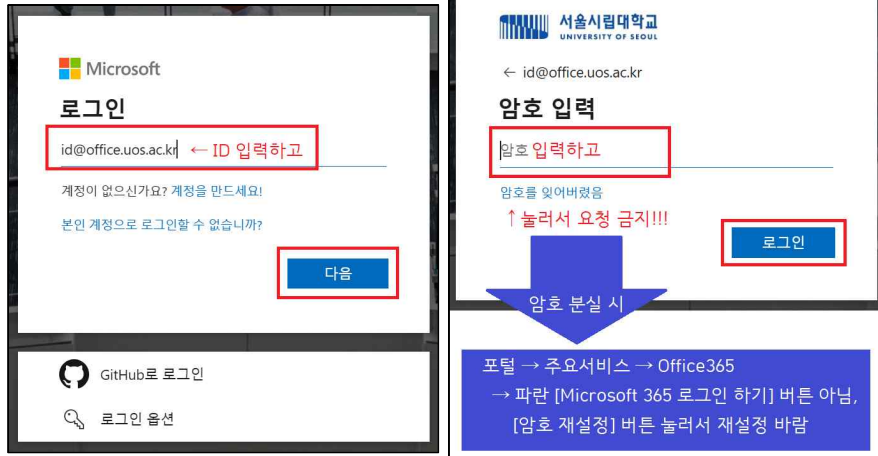 Microsoft
로그인
id@office.uos.ac.kr ← ID 입력하고
계정이 없으신가요? 계정을 만드세요!
본인 계정으로 로그인할 수 없습니까?
다음
GitHub로 로그인
로그인 옵션
서울시립대학교
UNIVERSITY OF SEOUL
← id@office.uos.ac.kr
암호 입력
암호 입력하고
암호를 잊어버렸음
↑눌러서 요청 금지!!!
로그인
암호 분실 시
포털 → 주요서비스 → Office365
→ 파란 [Microsoft 365 로그인 하기] 버튼 아님,
[암호 재설정] 버튼 눌러서 재설정 바람